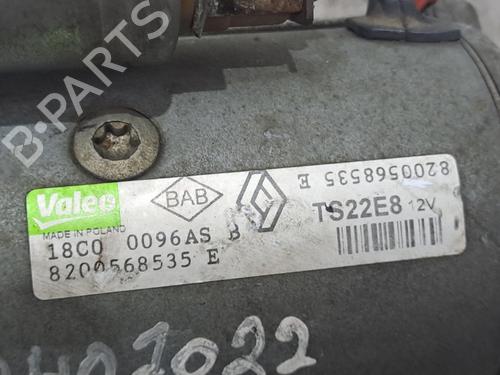 B-PARTS
Valeo
MADE IN POLAND
BAB
8200568535 E
TS22E8 12V
18C0 0096AS B
8200568535 E